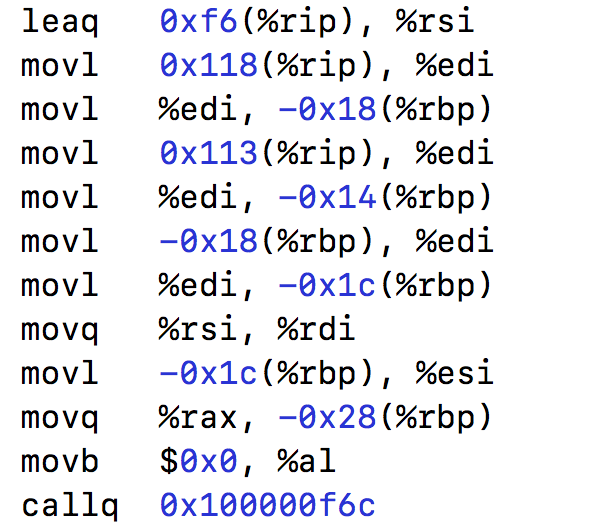 leaq 0xf6(%rip), %rsi
movl 0x118(%rip), %edi
movl %edi, -0x18(%rbp)
movl 0x113(%rip), %edi
movl %edi, -0x14(%rbp)
movl -0x18(%rbp), %edi
movl %edi, -0x1c(%rbp)
movq %rsi, %rdi
movl -0x1c(%rbp), %esi
movq %rax, -0x28(%rbp)
movb $0x0, %al
callq 0x100000f6c